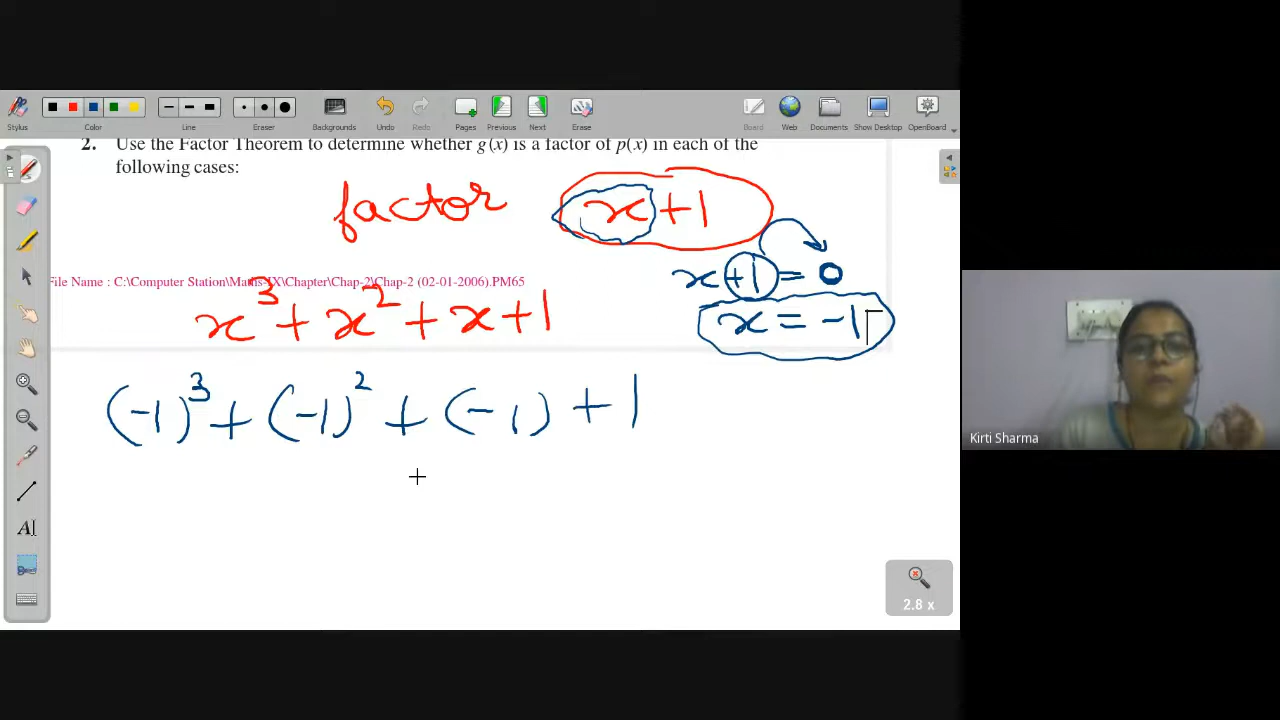 Stylus
Color
Line
Eraser
Backgrounds
Undo
Redo
Pages
Previous
Next
Erase
Board
Web
Documents
Show Desktop
OpenBoard
2. Use the Factor Theorem to determine whether g(x) is a factor of p(x) in each of the
following cases:
factor x + 1
x + 1 = 0
File Name : C:\Computer Station\Maths-IX\Chapter\Chap-2\Chap-2 (02-01-2006).PM65
x³ + x² + x + 1
x = -1
(-1)³ + (-1)² + (-1) + 1
Kirti Sharma
2.8 x